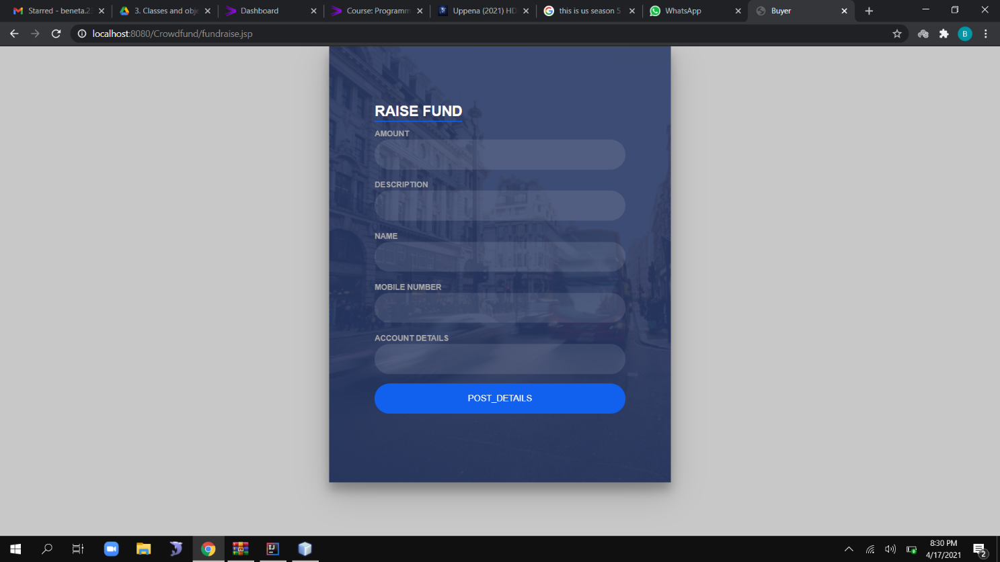 Starred - beneta.23
3. Classes and obje
Dashboard
Course: Programm
Uppena (2021) HD
this is us season 5
WhatsApp
Buyer
localhost:8080/Crowdfund/fundraise.jsp
B
RAISE FUND
AMOUNT
DESCRIPTION
NAME
MOBILE NUMBER
ACCOUNT DETAILS
POST_DETAILS
8:30 PM
4/17/2021
2